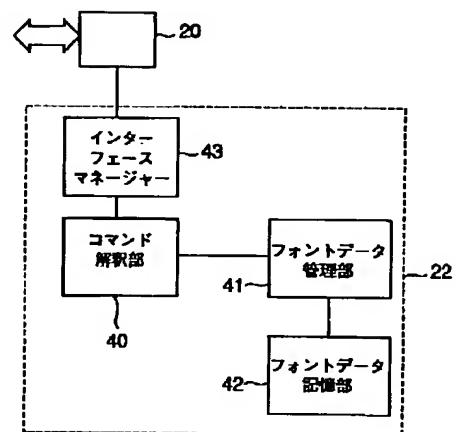 20
インター
フェース
マネージャー
43
コマンド
解釈部
40
フォントデータ
管理部
41
22
フォントデータ
記憶部
42